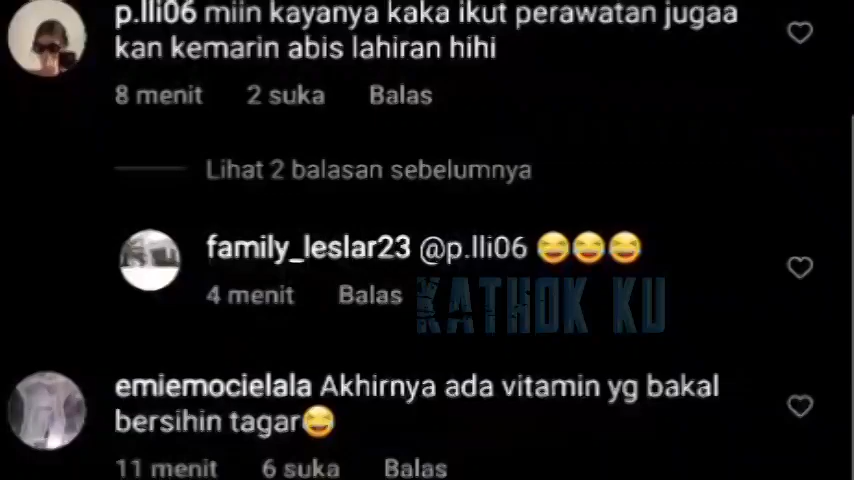 p.lli06 miin kayanya kaka ikut perawatan jugaa
kan kemarin abis lahiran hihi
8 menit 2 suka Balas
Lihat 2 balasan sebelumnya
family_leslar23 @p.lli06 😆😆😆
4 menit Balas
KATHOK KU
emiemocielala Akhirnya ada vitamin yg bakal
bersihin tagar😆
11 menit 6 suka Balas